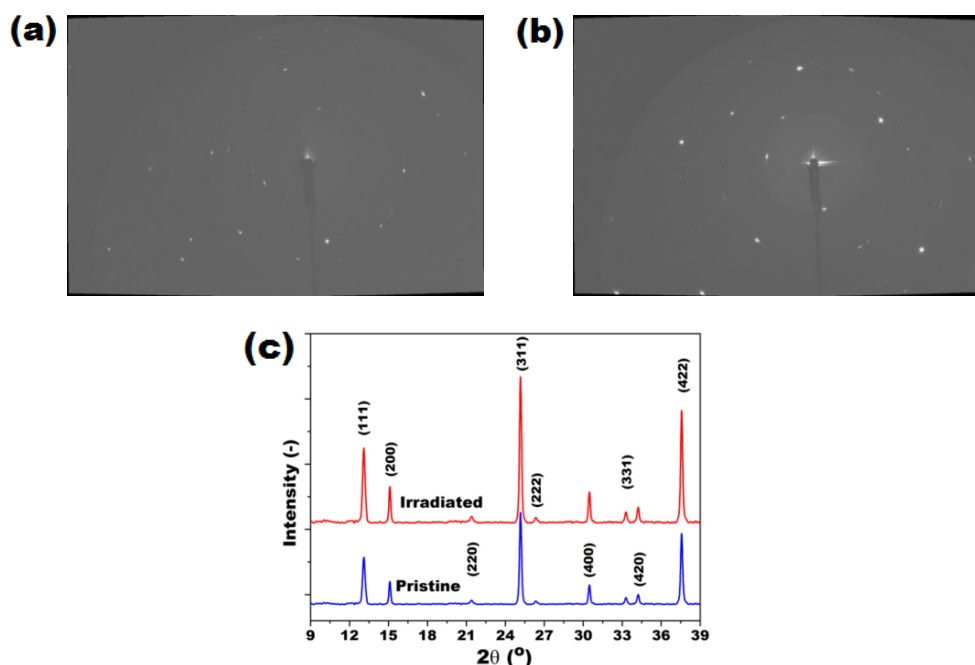 (a)
(b)
(c)
(311)
(422)
(111)
(200)
(331)
(222)
Irradiated
(220)
(400)
(420)
Pristine
Intensity (-)
9 12 15 18 21 24 27 30 33 36 39
2θ (°)